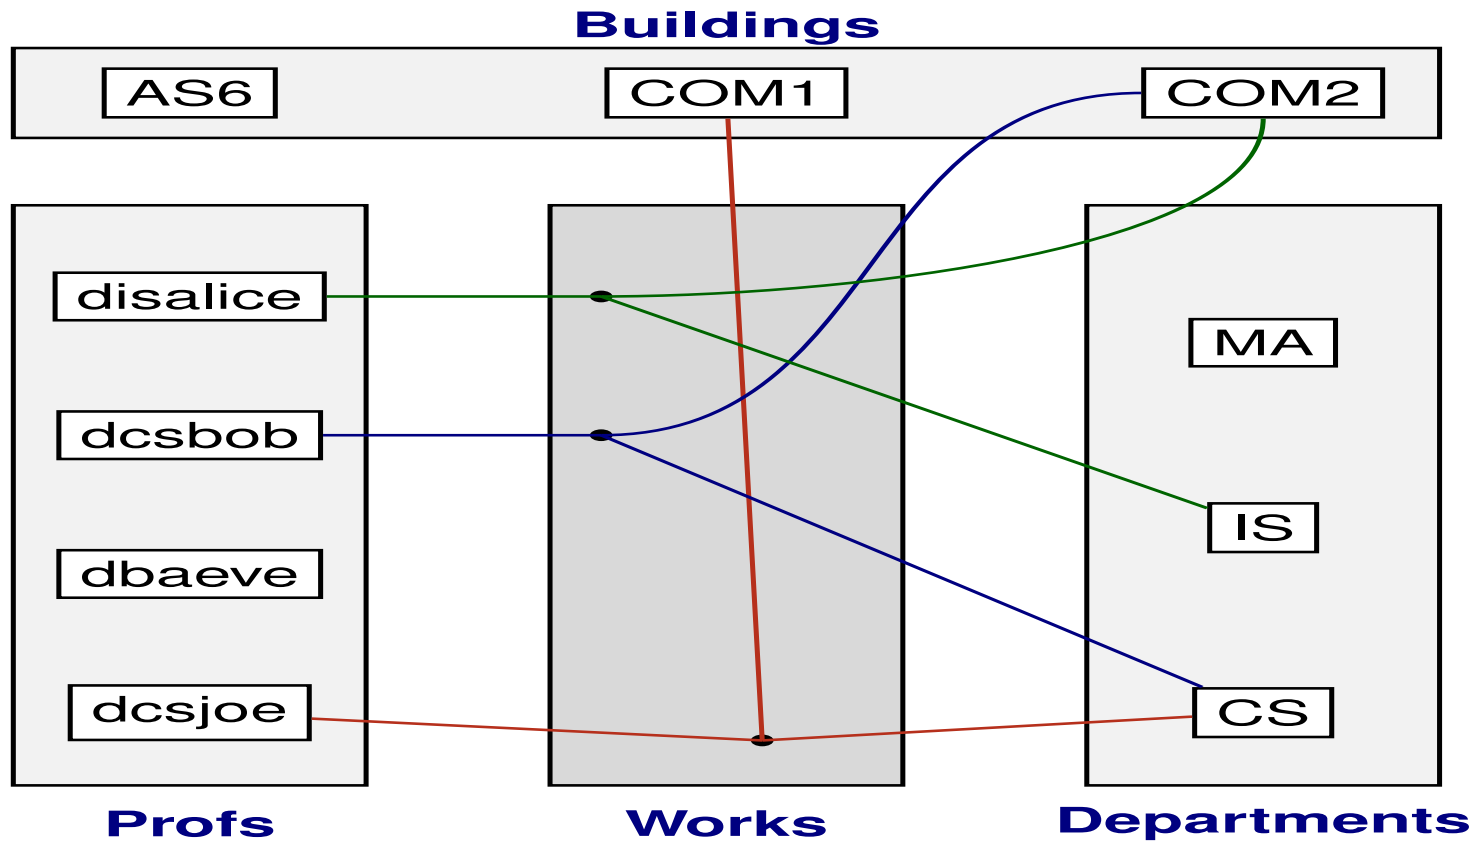 Buildings
AS6
COM1
COM2
disalice
dcsbob
dbaeve
dcsjoe
MA
IS
CS
Profs
Works
Departments